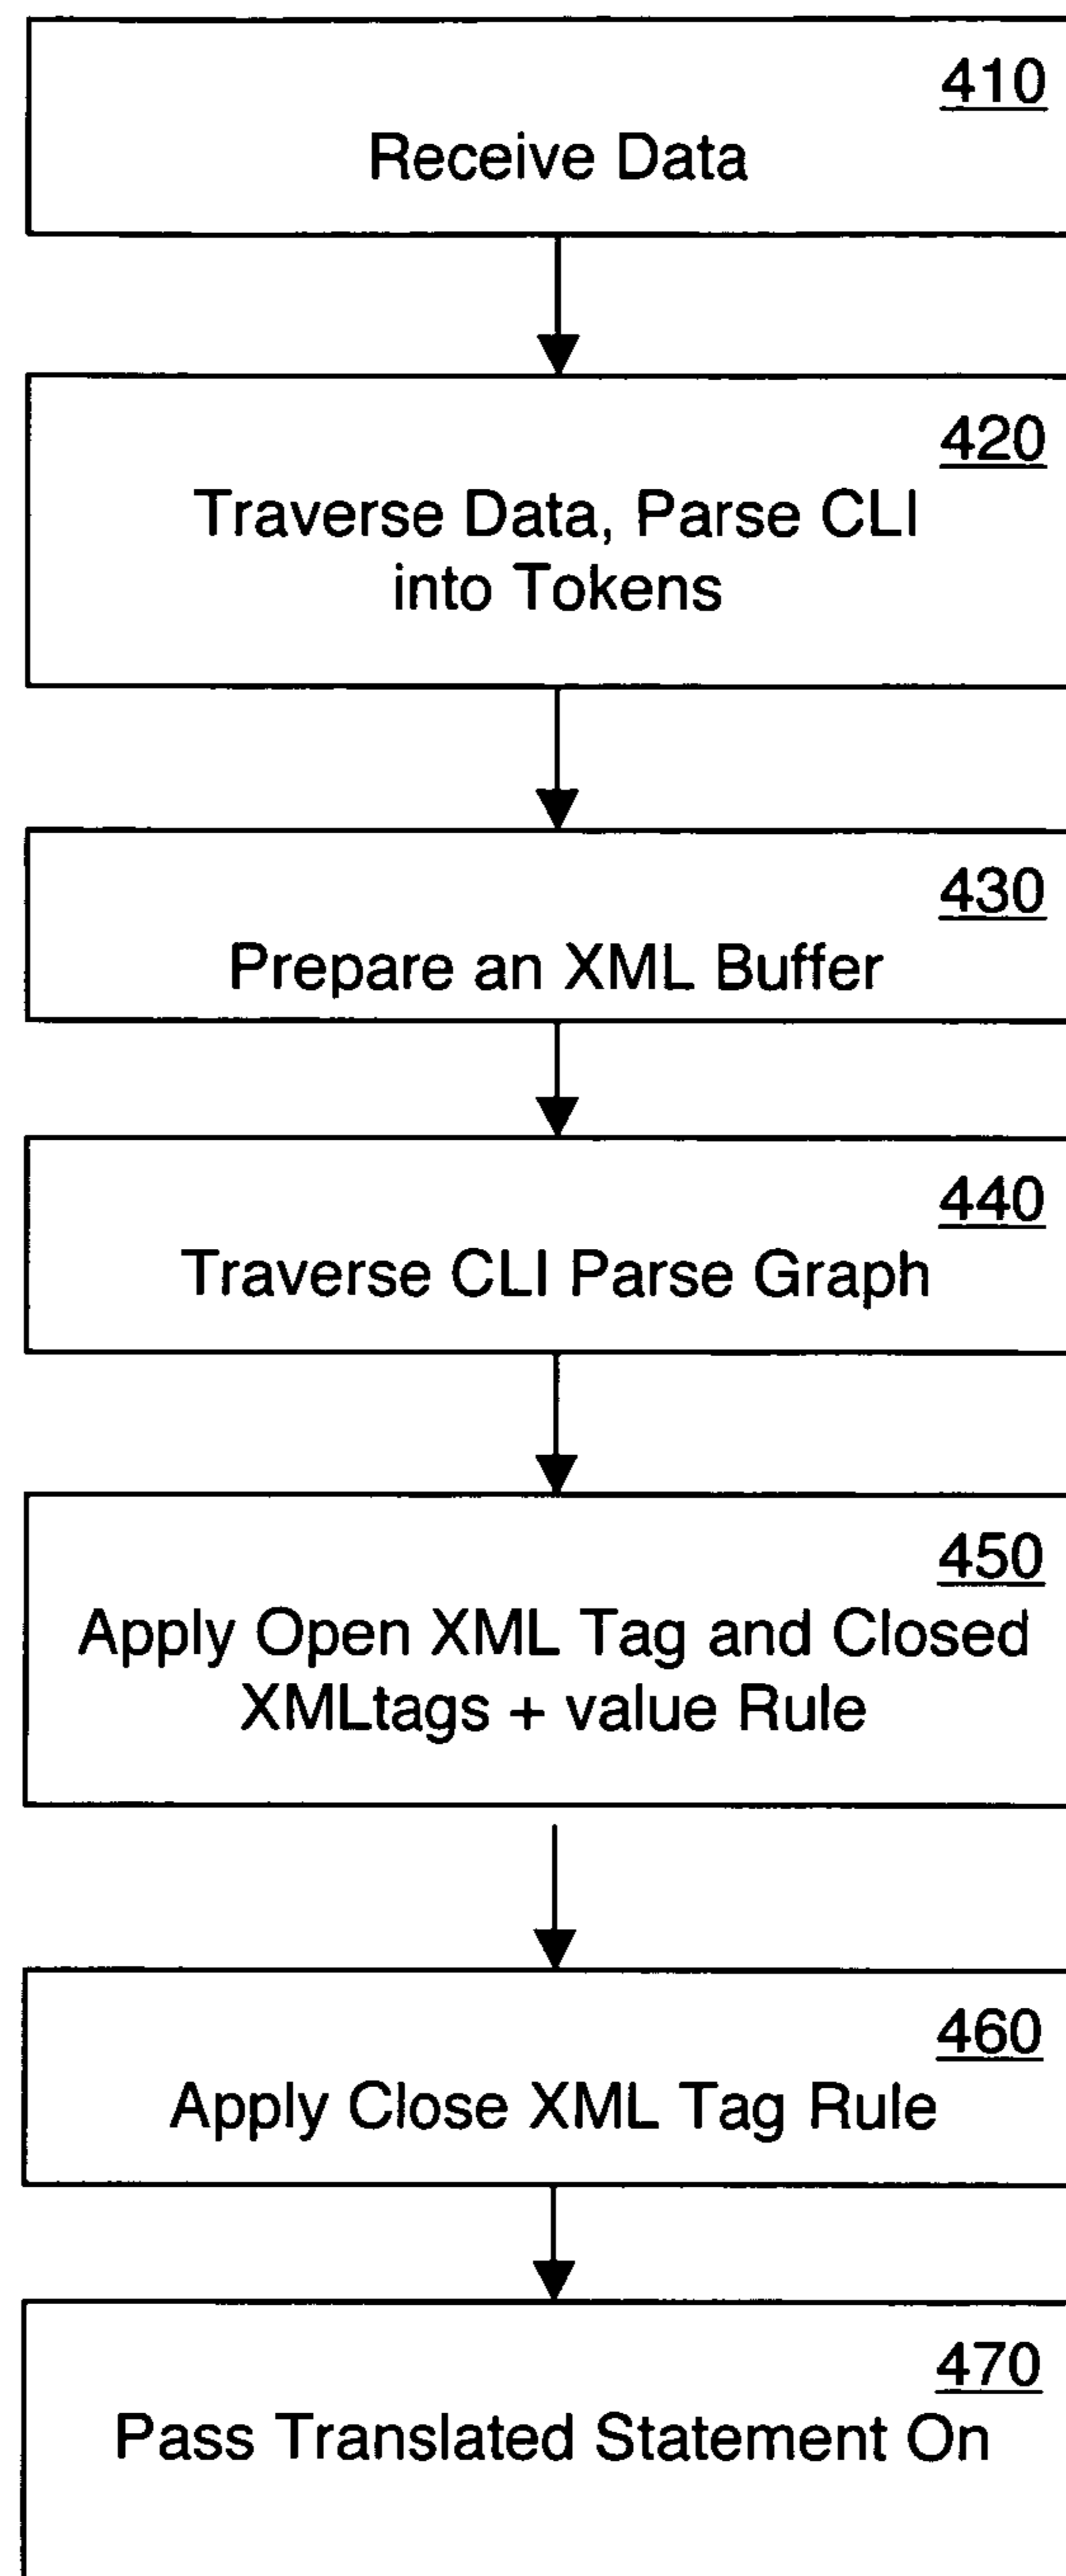 410
Receive Data
420
Traverse Data, Parse CLI
into Tokens
430
Prepare an XML Buffer
440
Traverse CLI Parse Graph
450
Apply Open XML Tag and Closed
XMLtags + value Rule
460
Apply Close XML Tag Rule
470
Pass Translated Statement On